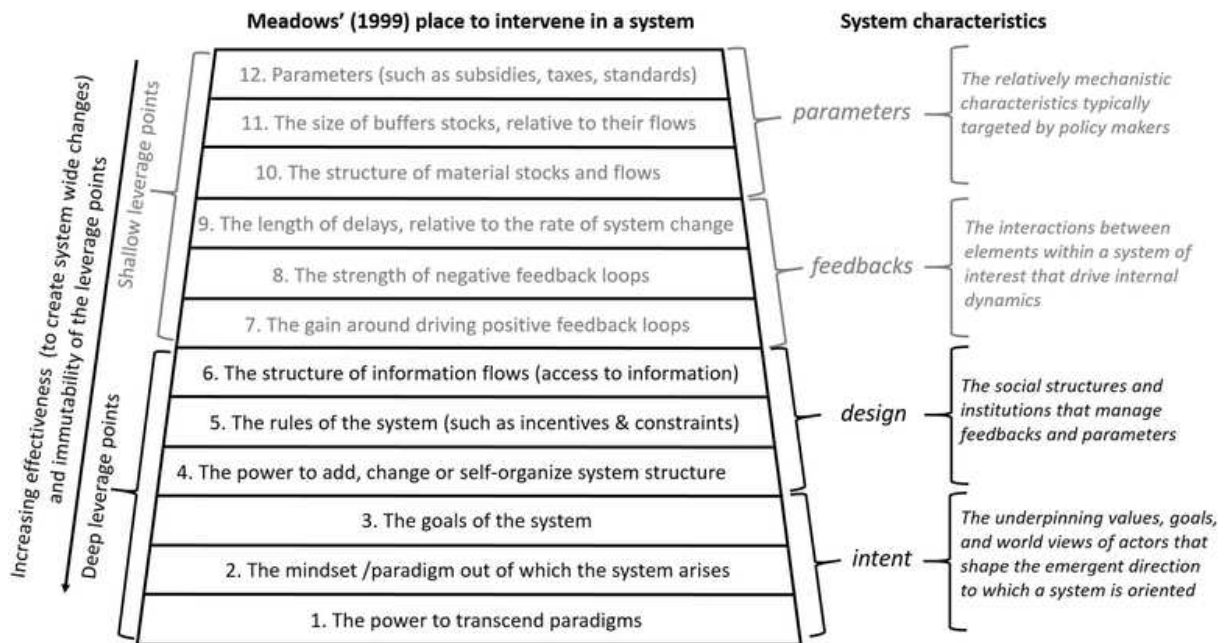 Meadows' (1999) place to intervene in a system
System characteristics
Increasing effectiveness (to create system wide changes)
and immutability of the leverage points
Shallow leverage points
Deep leverage points
12. Parameters (such as subsidies, taxes, standards)
11. The size of buffers stocks, relative to their flows
10. The structure of material stocks and flows
9. The length of delays, relative to the rate of system change
8. The strength of negative feedback loops
7. The gain around driving positive feedback loops
6. The structure of information flows (access to information)
5. The rules of the system (such as incentives & constraints)
4. The power to add, change or self-organize system structure
3. The goals of the system
2. The mindset /paradigm out of which the system arises
1. The power to transcend paradigms
parameters
The relatively mechanistic
characteristics typically
targeted by policy makers
feedbacks
The interactions between
elements within a system of
interest that drive internal
dynamics
design
The social structures and
institutions that manage
feedbacks and parameters
intent
The underpinning values, goals,
and world views of actors that
shape the emergent direction
to which a system is oriented